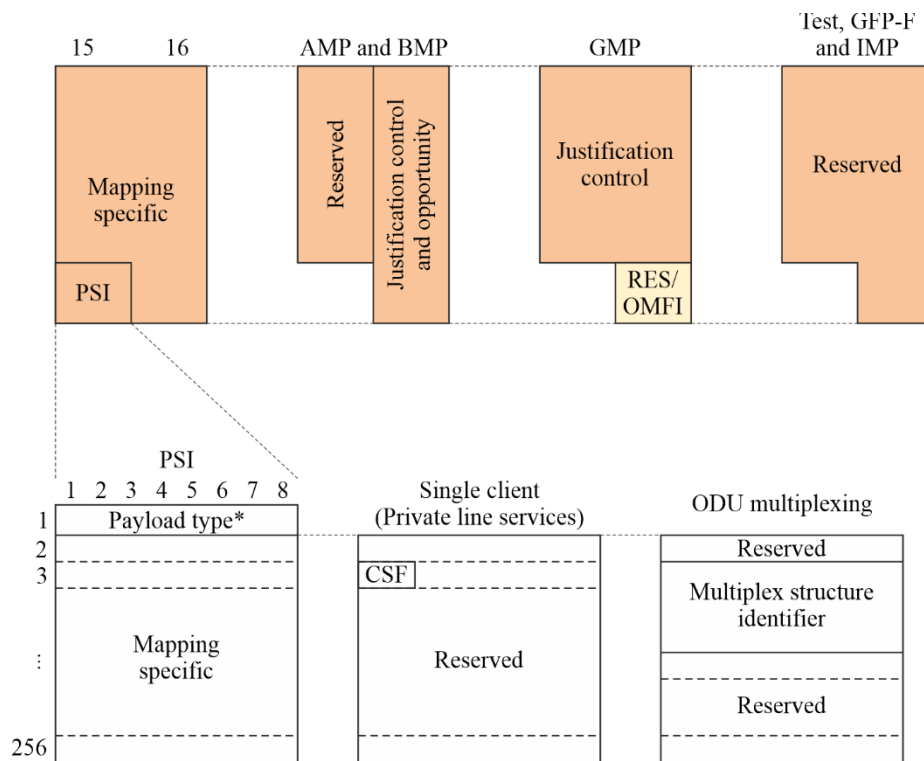 15 16
AMP and BMP
GMP
Test, GFP-F
and IMP
Mapping
specific
PSI
Reserved
Justification control
and opportunity
Justification
control
RES/
OMFI
Reserved
PSI
1 2 3 4 5 6 7 8
1
Payload type*
2
3
⋮
256
Mapping
specific
Single client
(Private line services)
CSF
Reserved
ODU multiplexing
Reserved
Multiplex structure
identifier
Reserved